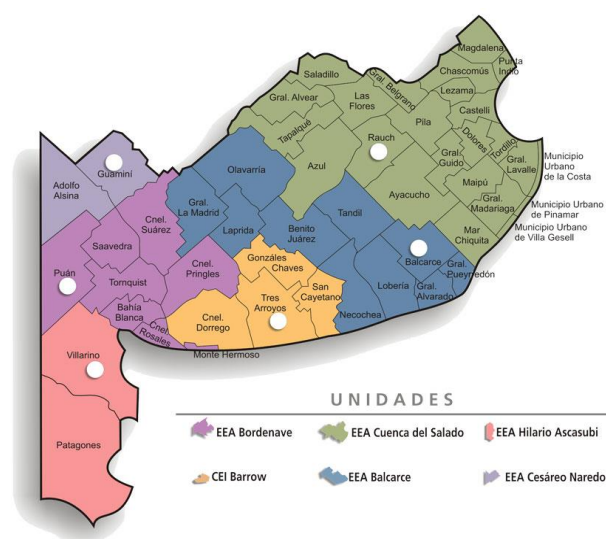 Magdalena
Punta
Indio
Chascomús
Saladillo
Gral. Belgrano
Lezama
Gral. Alvear
Las
Flores
Castelli
Pila
Tapalqué
Dolores
Tordillo
Rauch
Gral.
Guido
Gral.
Lavalle
Municipio
Urbano
de la Costa
Guaminí
Olavarría
Azul
Adolfo
Alsina
Maipú
Ayacucho
Gral.
Madariaga
Municipio Urbano
de Pinamar
Municipio Urbano
de Villa Gesell
Gral.
La Madrid
Cnel.
Suárez
Tandil
Mar
Chiquita
Laprida
Benito
Juárez
Saavedra
Balcarce
Gonzáles
Chaves
Cnel.
Pringles
Gral.
Pueyrredón
Puán
Tornquist
San
Cayetano
Lobería
Gral.
Alvarado
Tres
Arroyos
Bahía
Blanca
Necochea
Cnel.
Dorrego
Cnel.
Rosales
Monte Hermoso
Villarino
Patagones
UNIDADES
EEA Bordenave
EEA Cuenca del Salado
EEA Hilario Ascasubi
CEI Barrow
EEA Balcarce
EEA Cesáreo Naredo